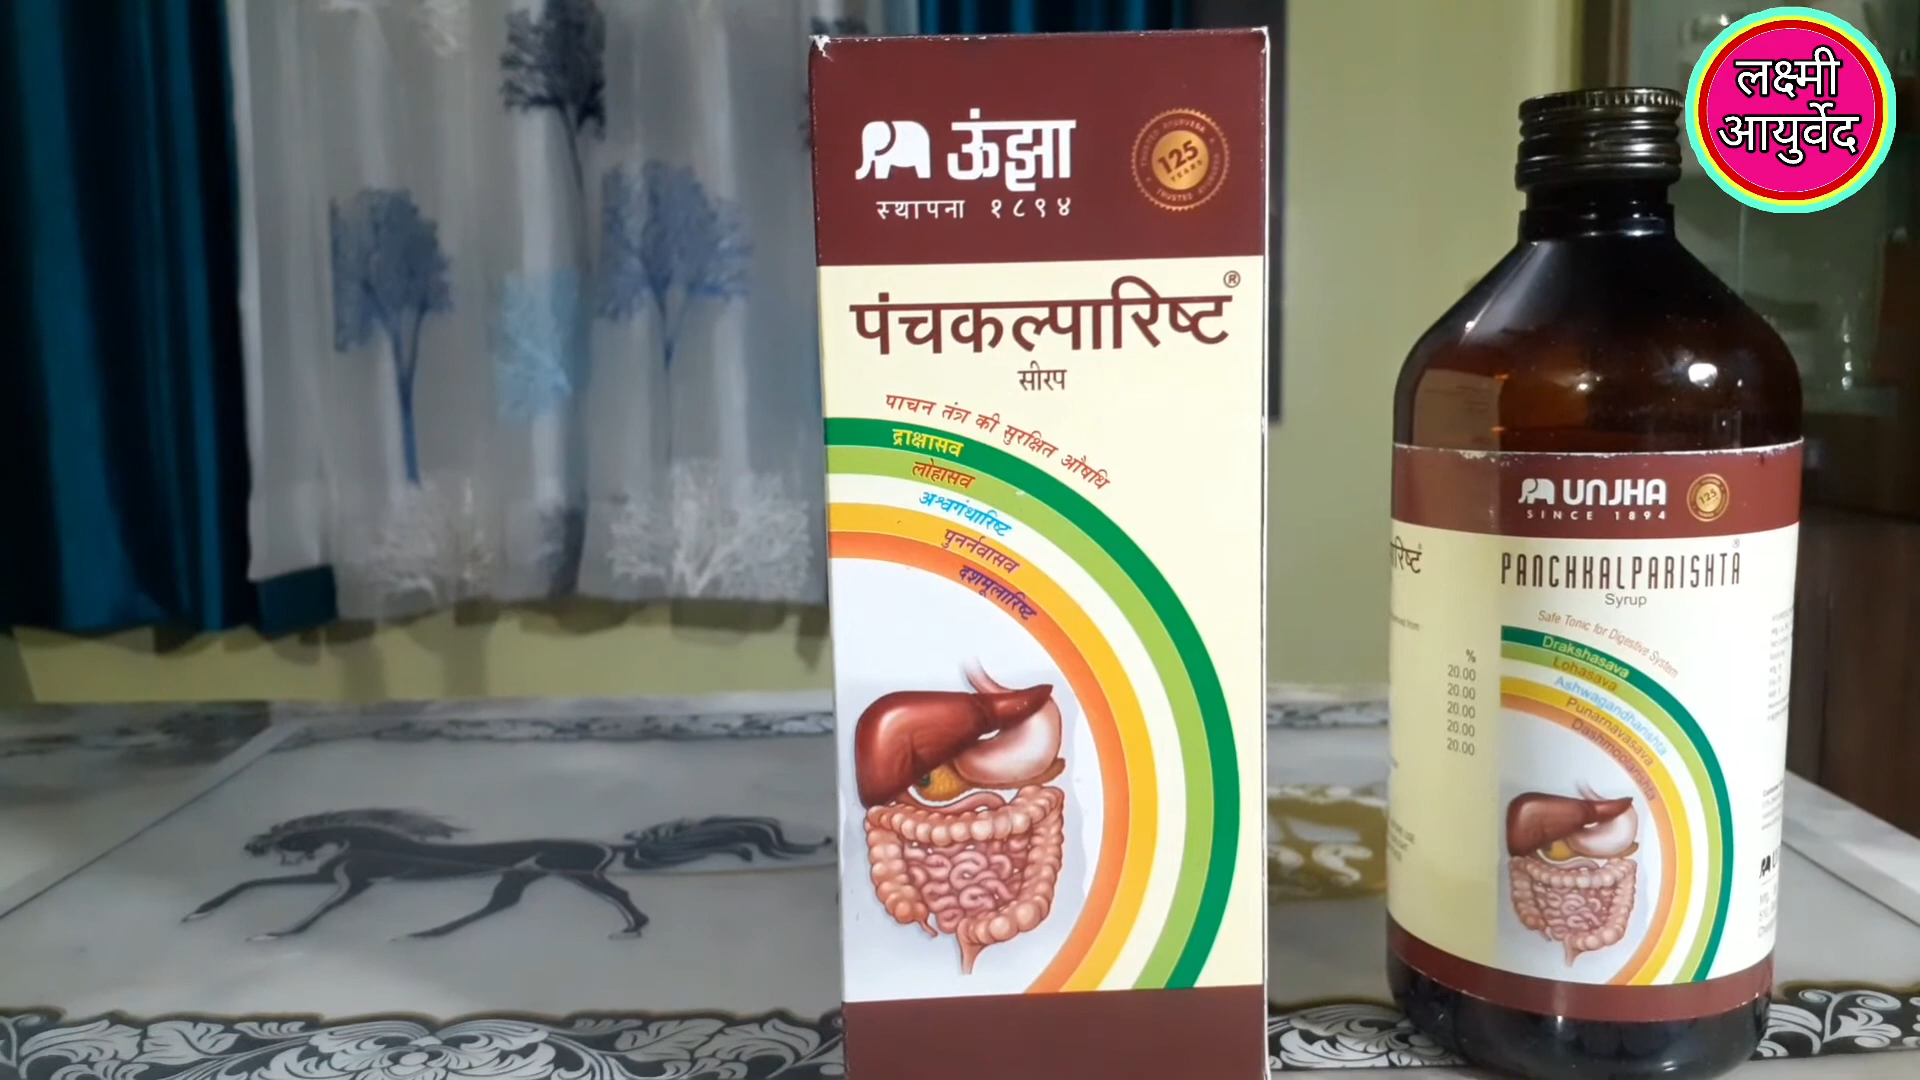 ऊंझा
स्थापना १८९४
125
YEARS
पंचकल्पारिष्ट®
सीरप
पाचन तंत्र की सुरक्षित औषधि
द्राक्षासव
लोहासव
अश्वगंधारिष्ट
पुनर्नवासव
दशमूलारिष्ट
लक्ष्मी
आयुर्वेद
UNJHA
SINCE 1894
125
PANCHKALPARISHTA®
Syrup
Safe Tonic for Digestive System
Drakshasava
Lohasava
Ashwagandharishta
Punarnavasava
Dashmoolarishta
%
20.00
20.00
20.00
20.00
20.00